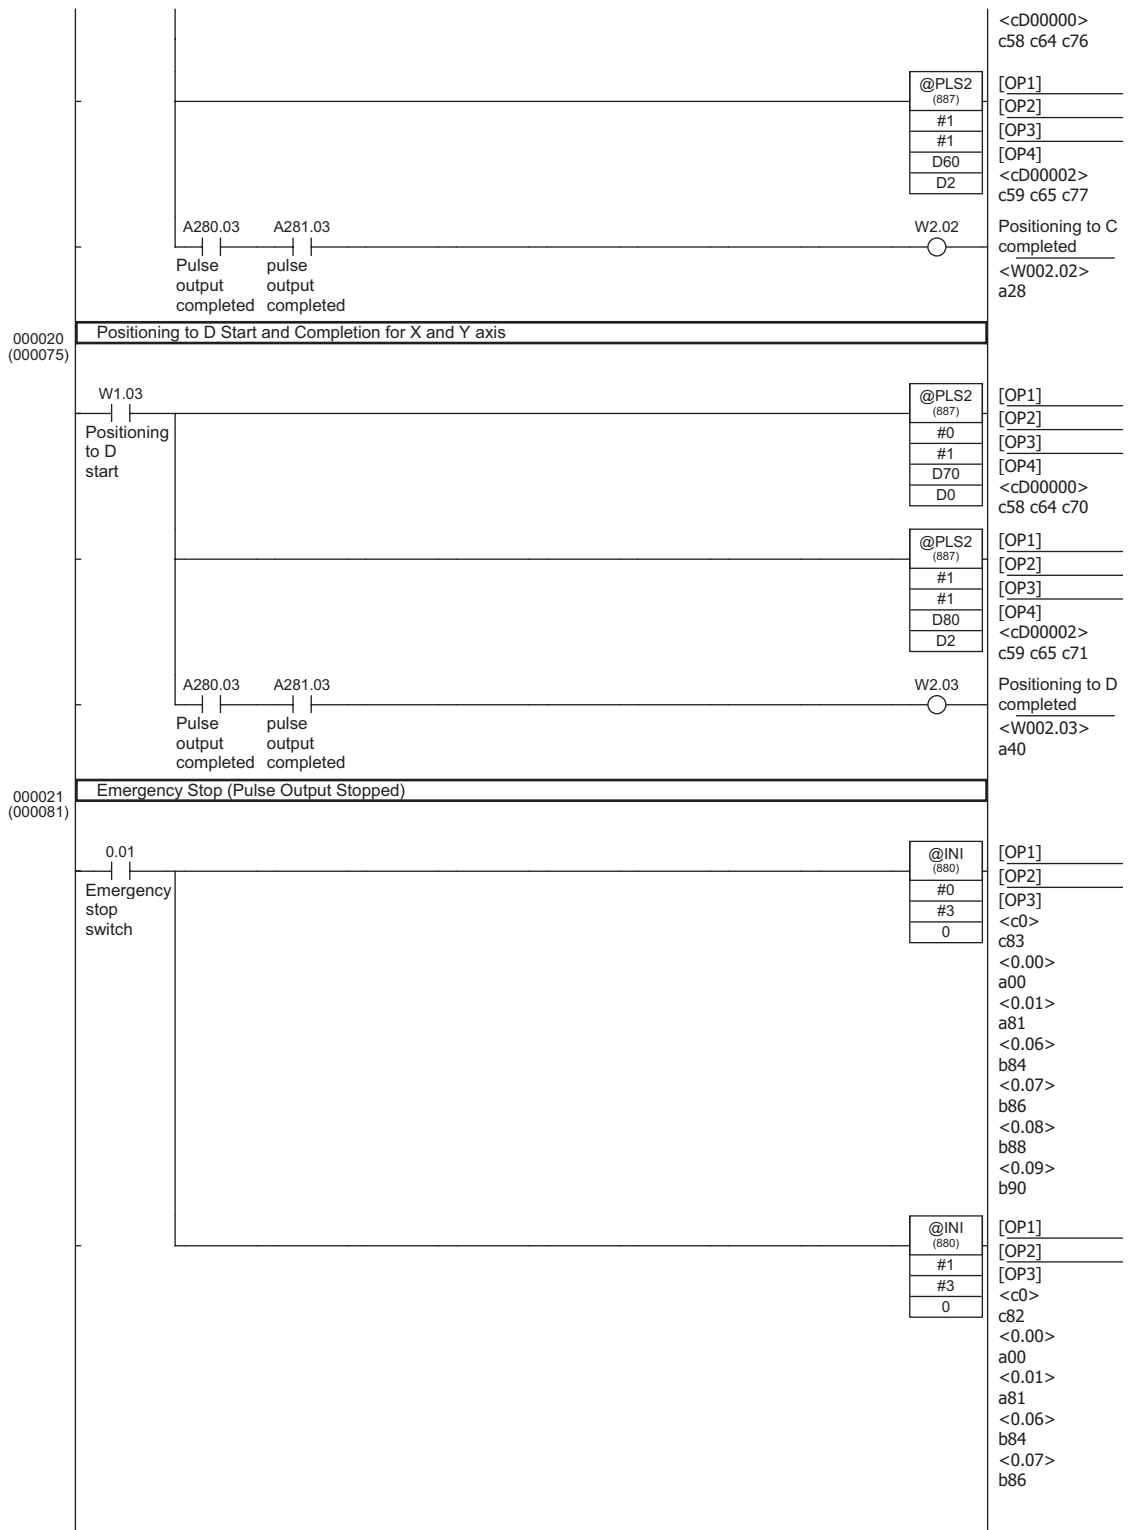 <cD00000>
c58 c64 c76
@PLS2
(887)
#1
#1
D60
D2
[OP1]
[OP2]
[OP3]
[OP4]
<cD00002>
c59 c65 c77
A280.03
A281.03
W2.02
Pulse
output
completed
pulse
output
completed
Positioning to C
completed
<W002.02>
a28
000020
(000075)
Positioning to D Start and Completion for X and Y axis
W1.03
Positioning
to D
start
@PLS2
(887)
#0
#1
D70
D0
[OP1]
[OP2]
[OP3]
[OP4]
<cD00000>
c58 c64 c70
@PLS2
(887)
#1
#1
D80
D2
[OP1]
[OP2]
[OP3]
[OP4]
<cD00002>
c59 c65 c71
A280.03
A281.03
W2.03
Pulse
output
completed
pulse
output
completed
Positioning to D
completed
<W002.03>
a40
000021
(000081)
Emergency Stop (Pulse Output Stopped)
0.01
Emergency
stop
switch
@INI
(880)
#0
#3
0
[OP1]
[OP2]
[OP3]
<c0>
c83
<0.00>
a00
<0.01>
a81
<0.06>
b84
<0.07>
b86
<0.08>
b88
<0.09>
b90
@INI
(880)
#1
#3
0
[OP1]
[OP2]
[OP3]
<c0>
c82
<0.00>
a00
<0.01>
a81
<0.06>
b84
<0.07>
b86